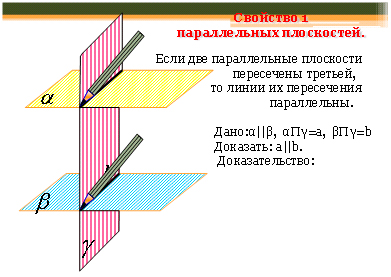 Свойство 1
параллельных плоскостей.
Если две параллельные плоскости
пересечены третьей,
то линии их пересечения
параллельны.
Дано:α||β, αΠγ=a, βΠγ=b
Доказать: a||b.
Доказательство:
α
β
γ